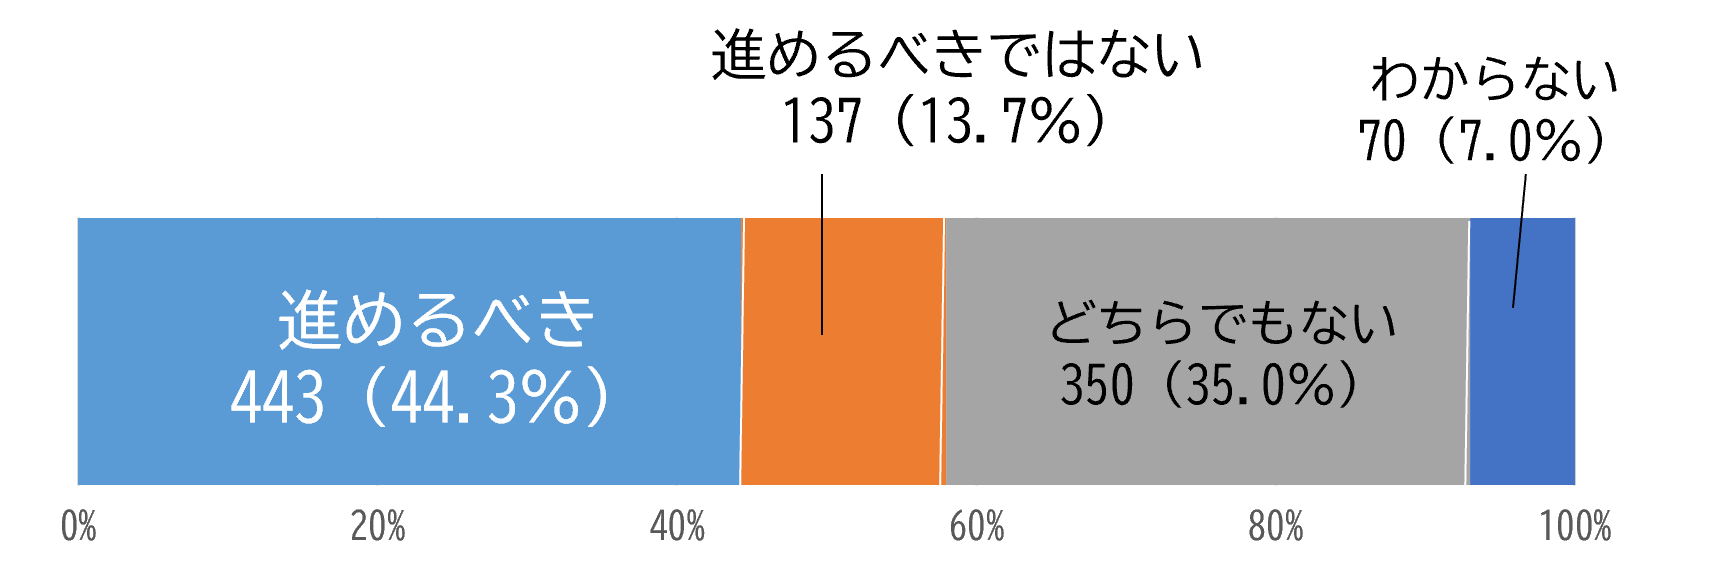 進めるべきではない
137（13.7%）
わからない
70（7.0%）
進めるべき
443（44.3%）
どちらでもない
350（35.0%）
0% 20% 40% 60% 80% 100%